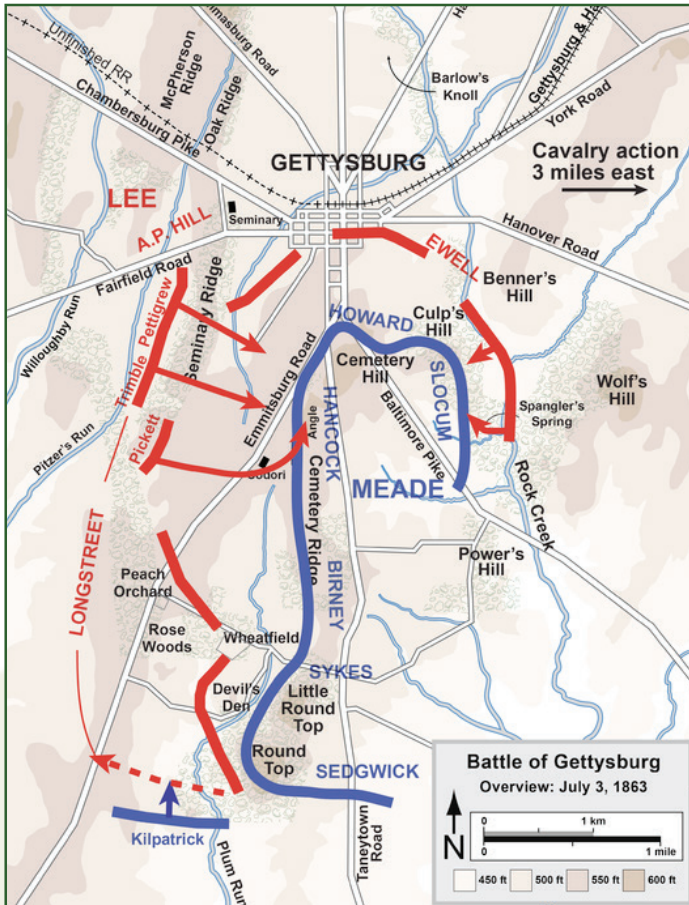 Unfinished RR
McPherson
Ridge
Oak Ridge
Chambersburg Pike
mmasburg Road
Barlow's
Knoll
Gettysburg & Ha
York Road
GETTYSBURG
Cavalry action
3 miles east
LEE
A.P. HILL
Seminary
Fairfield Road
EWELL
Hanover Road
Benner's
Hill
Willoughby Run
Seminary Ridge
Trimble
Pettigrew
HOWARD
Culp's
Hill
Cemetery
Hill
SLOCUM
Wolf's
Hill
Emmitsburg Road
HANCOCK
Angle
Baltimore Pike
Spangler's
Spring
Pitzer's Run
Pickett
Codori
Cemetery Ridge
MEADE
Rock Creek
LONGSTREET
BIRNEY
Power's
Hill
Peach
Orchard
Rose
Woods
Wheatfield
SYKES
Devil's
Den
Little
Round
Top
Round
Top
SEDGWICK
Kilpatrick
Plum Run
Taneytown
Road
Battle of Gettysburg
Overview: July 3, 1863
N
0 1 km
0 1 mile
450 ft 500 ft 550 ft 600 ft